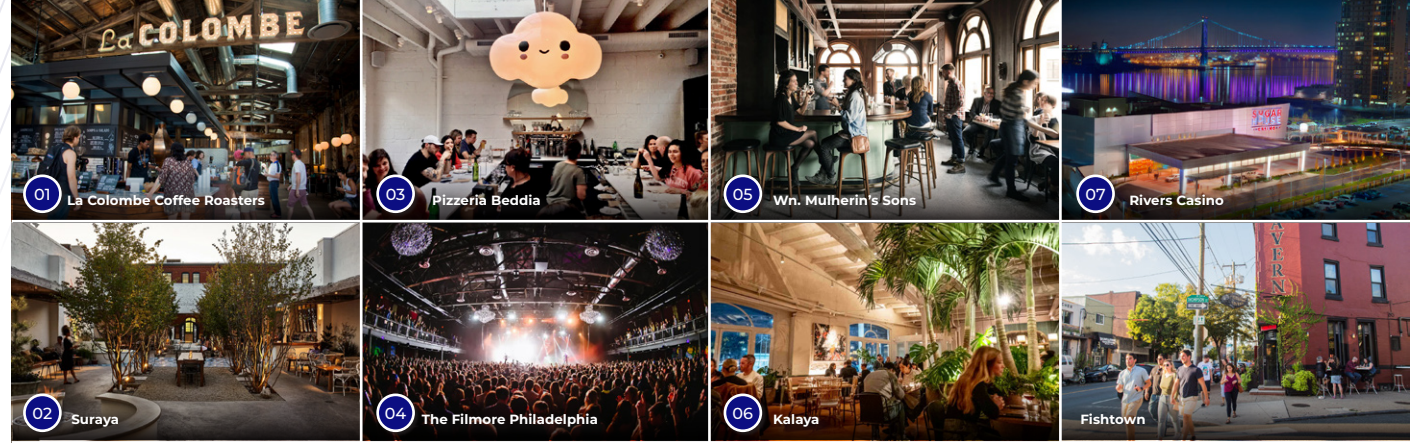 La COLOMBE
01
La Colombe Coffee Roasters
03
Pizzeria Beddia
05
Wn. Mulherin's Sons
07
Rivers Casino
02
Suraya
04
The Filmore Philadelphia
06
Kalaya
AVERN
Fishtown